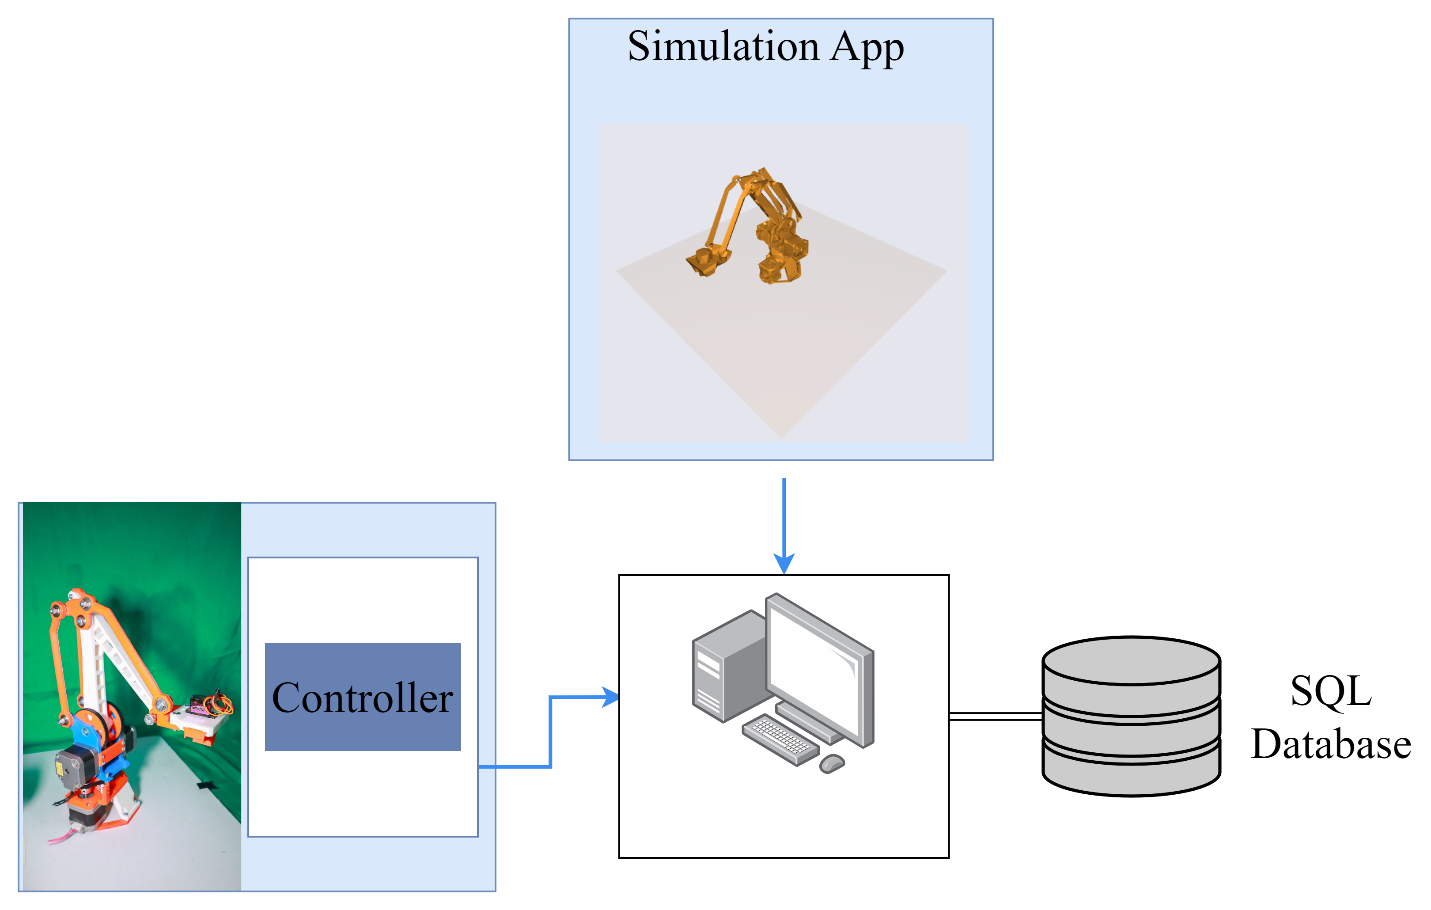 Simulation App
Controller
SQL
Database